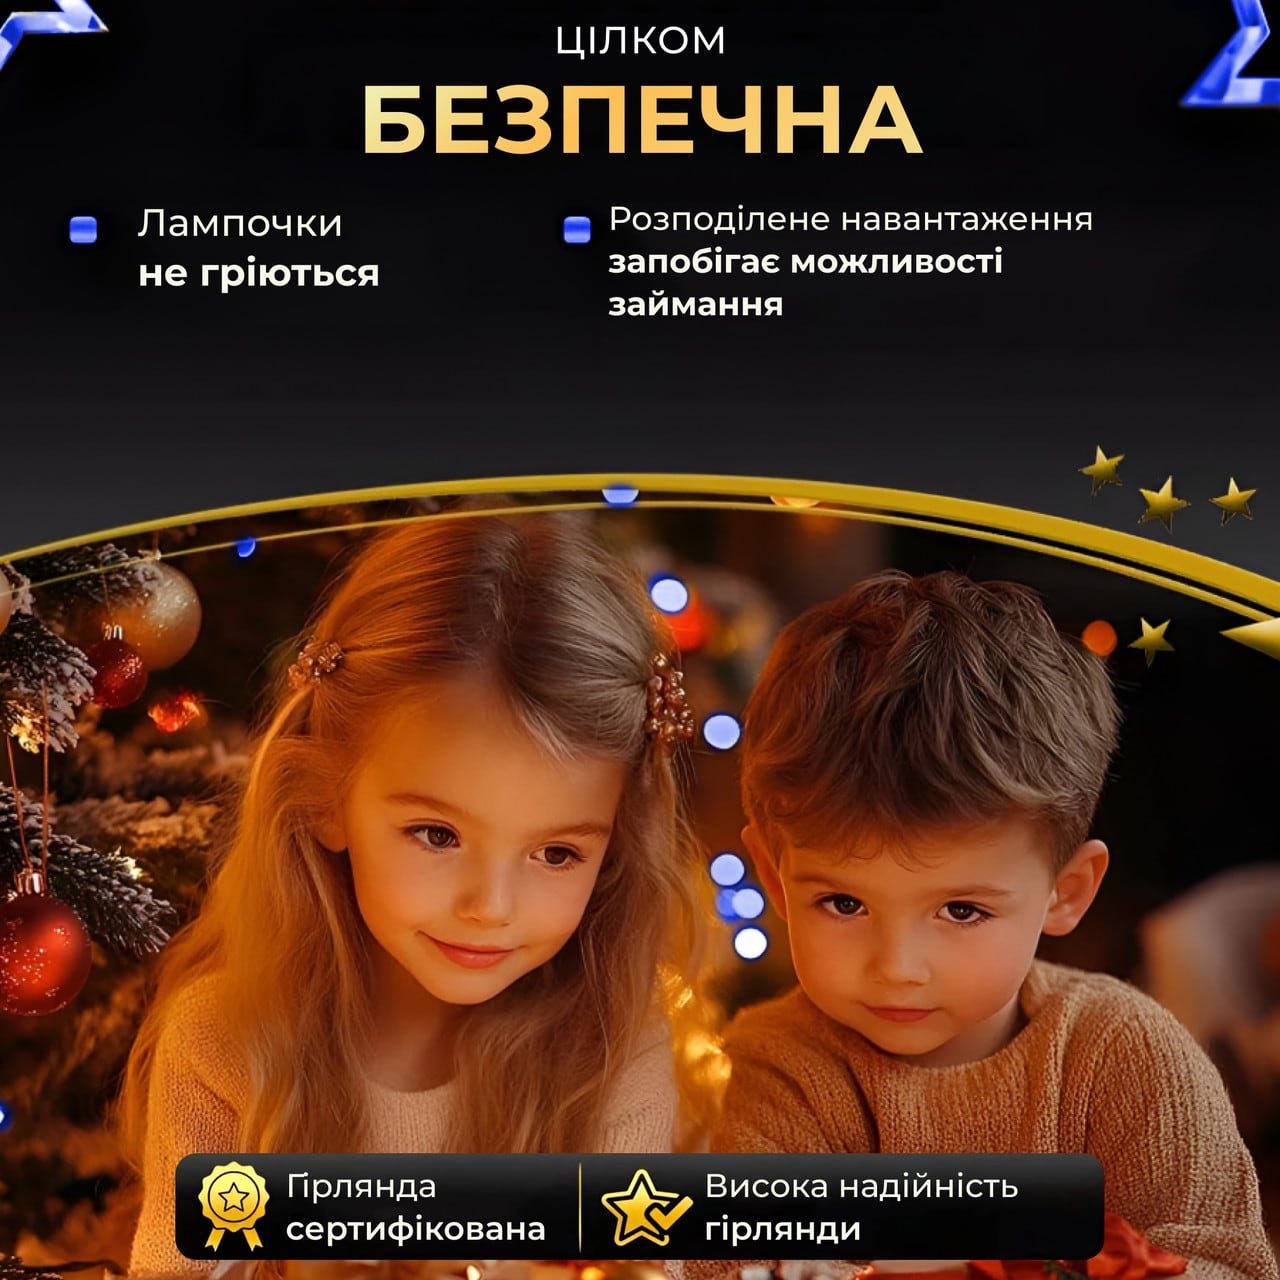 ЦІЛКОМ
БЕЗПЕЧНА
Лампочки
не гріються
Розподілене навантаження
запобігає можливості
займання
Гірлянда
сертифікована
Висока надійність
гірлянди